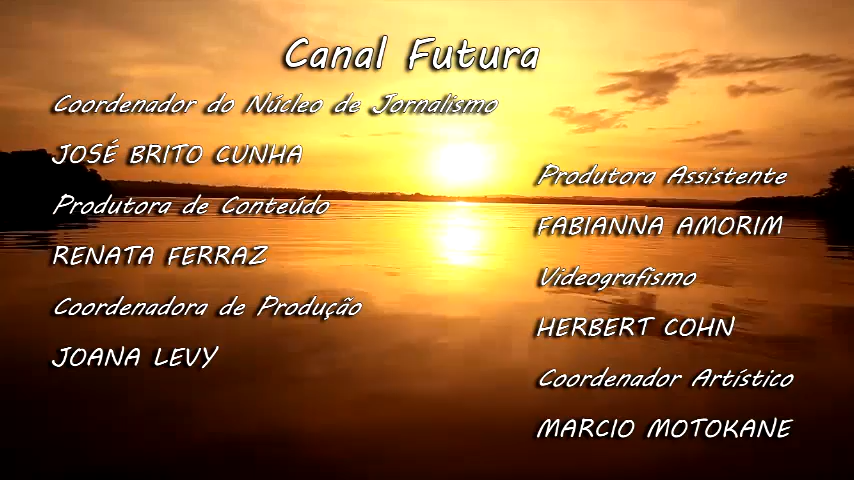 Canal Futura
Coordenador do Núcleo de Jornalismo
JOSÉ BRITO CUNHA
Produtora de Conteúdo
RENATA FERRAZ
Coordenadora de Produção
JOANA LEVY
Produtora Assistente
FABIANNA AMORIM
Videografismo
HERBERT COHN
Coordenador Artístico
MARCIO MOTOKANE